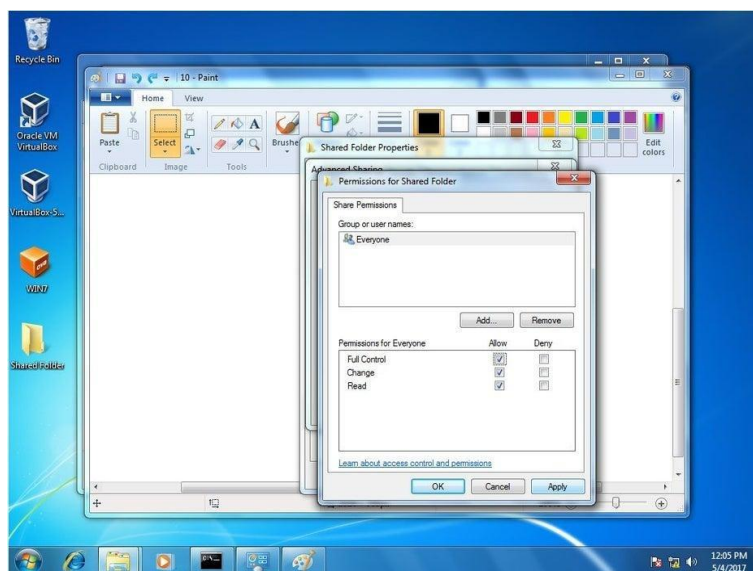 Recycle Bin
Oracle VM
VirtualBox
VirtualBox-5...
WIN7
Shared Folder
10 - Paint
Home View
Paste
Select
Brushe
Edit
colors
Clipboard Image Tools
Shared Folder Properties
Advanced Sharing
Permissions for Shared Folder
Share Permissions
Group or user names:
Everyone
Add... Remove
Permissions for Everyone Allow Deny
Full Control
Change
Read
Learn about access control and permissions
OK Cancel Apply
12:05 PM
5/4/2017